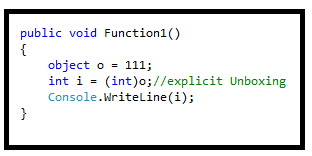 public void Function1()
{
    object o = 111;
    int i = (int)o;//explicit Unboxing
    Console.WriteLine(i);
}